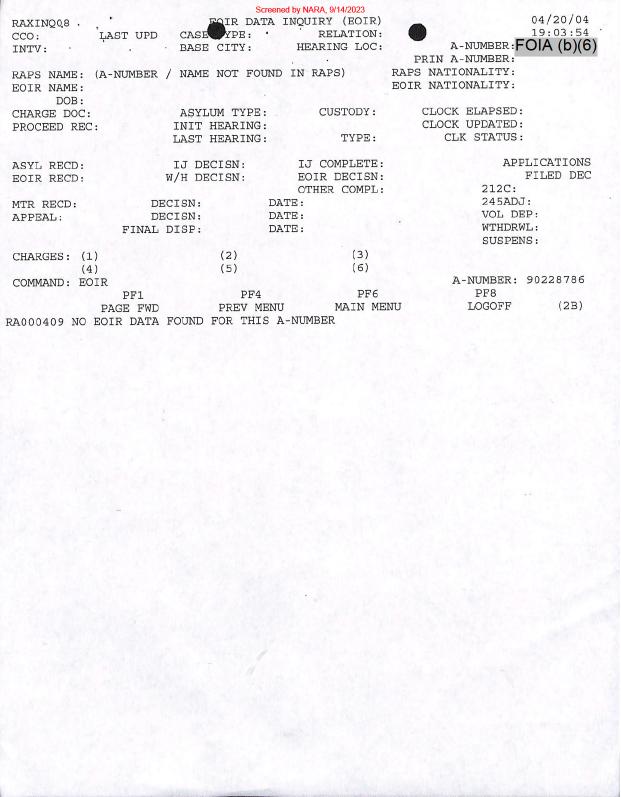 Screened by NARA, 9/14/2023
RAXINQ08 EOIR DATA INQUIRY (EOIR) 04/20/04
CCO: LAST UPD CASE TYPE: RELATION: 19:03:54
INTV: BASE CITY: HEARING LOC: A-NUMBER: FOIA (b)(6)
PRIN A-NUMBER:
RAPS NAME: (A-NUMBER / NAME NOT FOUND IN RAPS) RAPS NATIONALITY:
EOIR NAME: EOIR NATIONALITY:
DOB:
CHARGE DOC: ASYLUM TYPE: CUSTODY: CLOCK ELAPSED:
PROCEED REC: INIT HEARING: CLOCK UPDATED:
LAST HEARING: TYPE: CLK STATUS:
ASYL RECD: IJ DECISN: IJ COMPLETE: APPLICATIONS
EOIR RECD: W/H DECISN: EOIR DECISN: FILED DEC
OTHER COMPL: 212C:
MTR RECD: DECISN: DATE: 245ADJ:
APPEAL: DECISN: DATE: VOL DEP:
FINAL DISP: DATE: WTHDRWL:
SUSPENS:
CHARGES: (1) (2) (3)
(4) (5) (6)
COMMAND: EOIR A-NUMBER: 90228786
PF1 PF4 PF6 PF8
PAGE FWD PREV MENU MAIN MENU LOGOFF (2B)
RA000409 NO EOIR DATA FOUND FOR THIS A-NUMBER